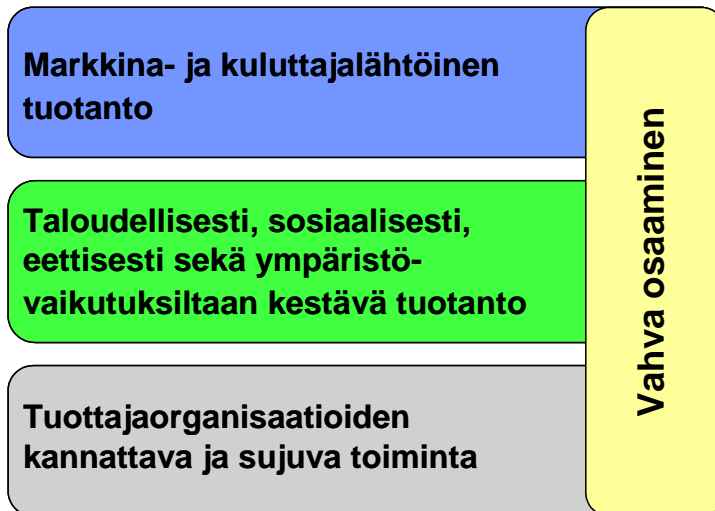 Markkina- ja kuluttajalähtöinen
tuotanto
Taloudellisesti, sosiaalisesti,
eettisesti sekä ympäristö-
vaikutuksiltaan kestävä tuotanto
Tuottajaorganisaatioiden
kannattava ja sujuva toiminta
Vahva osaaminen